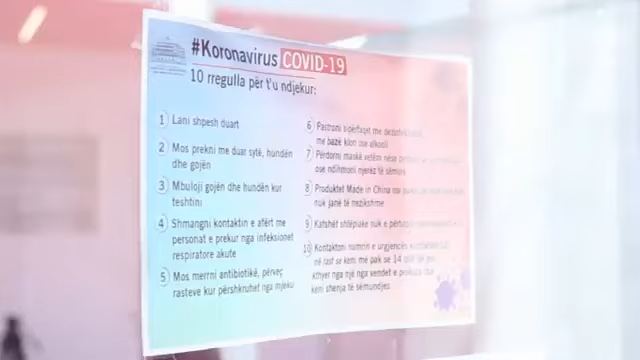 #Koronavirus COVID-19
10 rregulla për t'u ndjekur:
1 Lani shpesh duart
2 Mos prekni me duar sytë, hundën
dhe gojën
3 Mbuloji gojën dhe hundën kur
teshtini
4 Shmangni kontaktin e afërt me
personat e prekur nga infeksionet
respiratore akute
5 Mos merrni antibiotikë, përveç
rasteve kur përshkruhet nga mjeku
6 Pastroni sipërfaqet me
me bazë klori ose alkooli
7 Përdorni maskë vetëm nëse
ose ndihmoni njerëz të sëmurë
8 Produktet Made in China ose
nuk janë të rrezikshme
9 Kafshët shtëpiake nuk e
10 Kontaktoni numrin e urgjencës
në rast se keni më pak se 14 ditë që jeni
kthyer nga një nga vendet e prekura dhe
keni shenja të sëmundjes